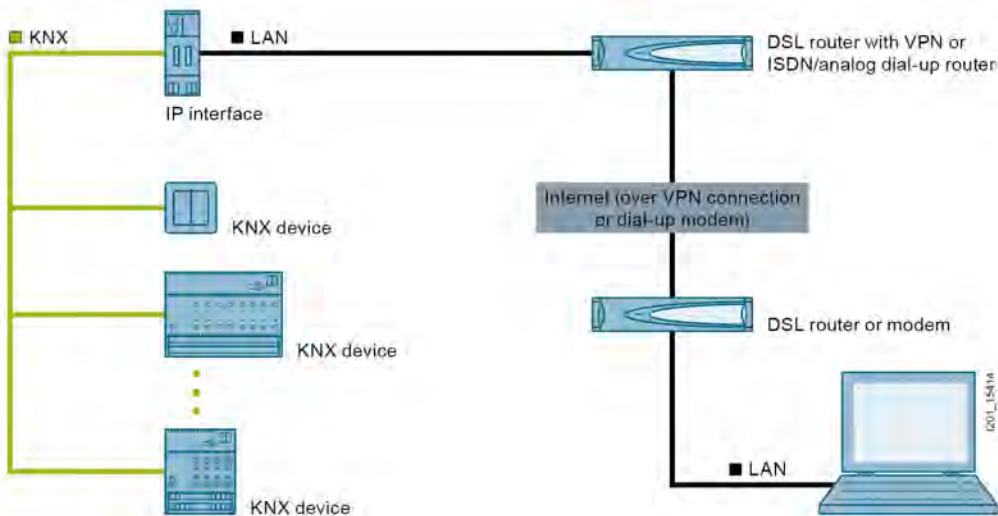 KNX
LAN
DSL router with VPN or
ISDN/analog dial-up router
IP interface
Internet (over VPN connection
or dial-up modem)
KNX device
DSL router or modem
KNX device
I201_15414
LAN
KNX device